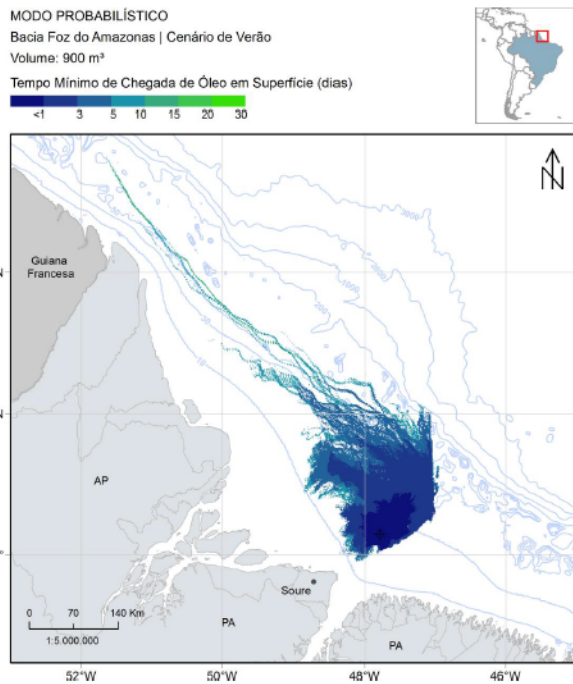 MODO PROBABILÍSTICO
Bacia Foz do Amazonas | Cenário de Verão
Volume: 900 m³
Tempo Mínimo de Chegada de Óleo em Superfície (dias)
<1 3 5 10 15 20 30
N
Guiana
Francesa
AP
Soure
PA
PA
0 70 140 Km
1:5.000.000
52°W 50°W 48°W 46°W